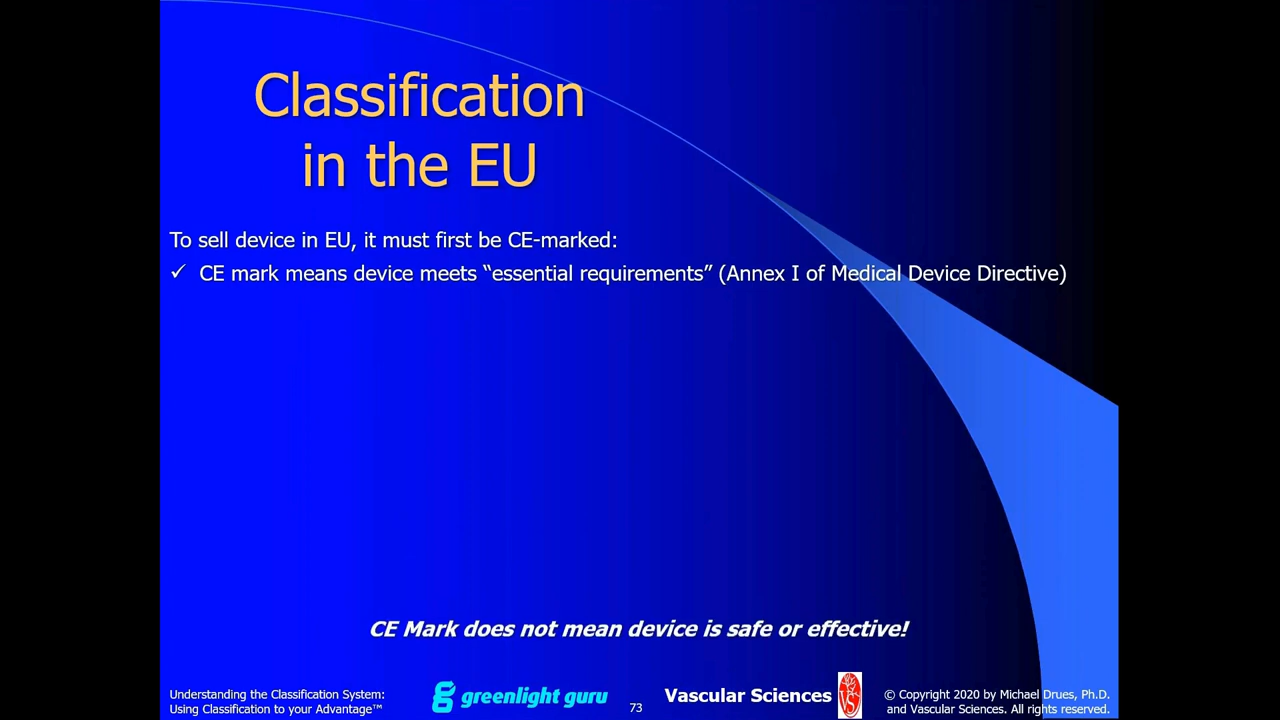 Classification
in the EU
To sell device in EU, it must first be CE-marked:
✓ CE mark means device meets “essential requirements” (Annex I of Medical Device Directive)
CE Mark does not mean device is safe or effective!
Understanding the Classification System:
Using Classification to your Advantage™
greenlight guru
73
Vascular Sciences
VS
© Copyright 2020 by Michael Drues, Ph.D.
and Vascular Sciences. All rights reserved.